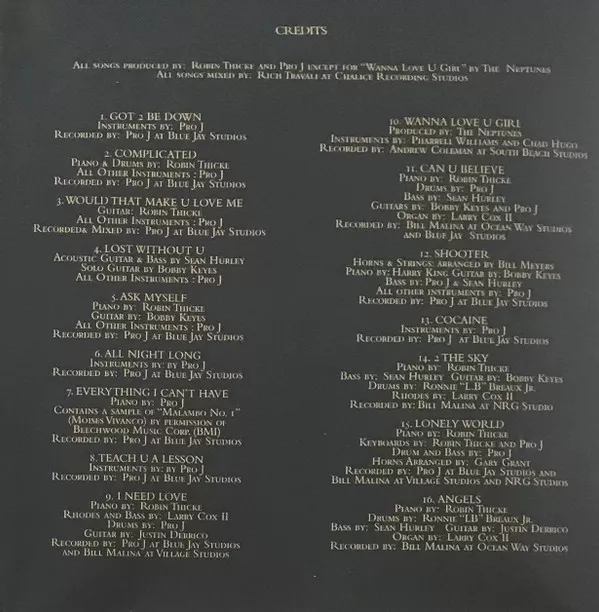 CREDITS
ALL SONGS PRODUCED BY: ROBIN THICKE AND PRO J EXCEPT FOR "WANNA LOVE U GIRL" BY THE NEPTUNES
ALL SONGS MIXED BY: RICH TRAVALI AT CHALICE RECORDING STUDIOS
1. GOT 2 BE DOWN
INSTRUMENTS BY: PRO J
RECORDED BY: PRO J AT BLUE JAY STUDIOS
2. COMPLICATED
PIANO & DRUMS BY: ROBIN THICKE
ALL OTHER INSTRUMENTS : PRO J
RECORDED BY: PRO J AT BLUE JAY STUDIOS
3. WOULD THAT MAKE U LOVE ME
GUITAR: ROBIN THICKE
ALL OTHER INSTRUMENTS : PRO J
RECORDED& MIXED BY: PRO J AT BLUE JAY STUDIOS
4. LOST WITHOUT U
ACOUSTIC GUITAR & BASS BY SEAN HURLEY
SOLO GUITAR BY BOBBY KEYES
ALL OTHER INSTRUMENTS: PRO J
5. ASK MYSELF
PIANO BY: ROBIN THICKE
GUITAR BY: BOBBY KEYES
ALL OTHER INSTRUMENTS : PRO J
RECORDED BY: PRO J AT BLUE JAY STUDIOS
6. ALL NIGHT LONG
INSTRUMENTS: BY BY PRO J
RECORDED BY: PRO J AT BLUE JAY STUDIOS
7. EVERYTHING I CAN'T HAVE
PIANO BY: PRO J
CONTAINS A SAMPLE OF "MALAMBO NO. 1"
(MOISES VIVANCO) BY PERMISSION OF
BEECHWOOD MUSIC CORP. (BMI)
RECORDED BY: PRO J AT BLUE JAY STUDIOS
8. TEACH U A LESSON
INSTRUMENTS: BY: BY PRO J
RECORDED BY: PRO J AT BLUE JAY STUDIOS
9. I NEED LOVE
PIANO BY: ROBIN THICKE
RHODES AND BASS BY: LARRY COX II
DRUMS BY: PRO J
GUITAR BY: JUSTIN DERRICO
RECORDED BY: PRO J AT BLUE JAY STUDIOS
AND BILL MALINA AT VILLAGE STUDIOS
10. WANNA LOVE U GIRL
PRODUCED BY: THE NEPTUNES
INSTRUMENTS BY: PHARRELL WILLIAMS AND CHAD HUGO
RECORDED BY: ANDREW COLEMAN AT SOUTH BEACH STUDIOS
11. CAN U BELIEVE
PIANO BY: ROBIN THICKE
DRUMS BY: PRO J
BASS BY: SEAN HURLEY
GUITARS BY: BOBBY KEYES AND PRO J
ORGAN BY: LARRY COX II
RECORDED BY: BILL MALINA AT OCEAN WAY STUDIOS
AND BLUE JAY STUDIOS
12. SHOOTER
HORNS & STRINGS: ARRANGED BY BILL MEYERS
PIANO BY: HARRY KING GUITAR BY: BOBBY KEYES
BASS BY: PRO J & SEAN HURLEY
ALL OTHER INSTRUMENTS BY: PRO J
RECORDED BY: PRO J AT BLUE JAY STUDIOS
13. COCAINE
INSTRUMENTS BY: PRO J
RECORDED BY: PRO J AT BLUE JAY STUDIOS
14. 2 THE SKY
PIANO BY: ROBIN THICKE
BASS BY: SEAN HURLEY GUITAR BY: BOBBY KEYES
DRUMS BY: RONNIE "L.B" BREAUX JR.
RHODES BY: LARRY COX II
RECORDED BY: BILL MALINA AT NRG STUDIO
15. LONELY WORLD
PIANO BY: ROBIN THICKE
KEYBOARDS BY: ROBIN THICKE AND PRO J
DRUM AND BASS BY: PRO J
HORNS ARRANGED BY: GARY GRANT
RECORDED BY: PRO J AT BLUE JAY STUDIOS AND
BILL MALINA AT VILLAGE STUDIOS AND NRG STUDIOS
16. ANGELS
PIANO BY: ROBIN THICKE
DRUMS BY: RONNIE "LB" BREAUX JR.
BASS BY: SEAN HURLEY GUITAR BY: JUSTIN DERRICO
ORGAN BY: LARRY COX II
RECORDED BY: BILL MALINA AT OCEAN WAY STUDIOS